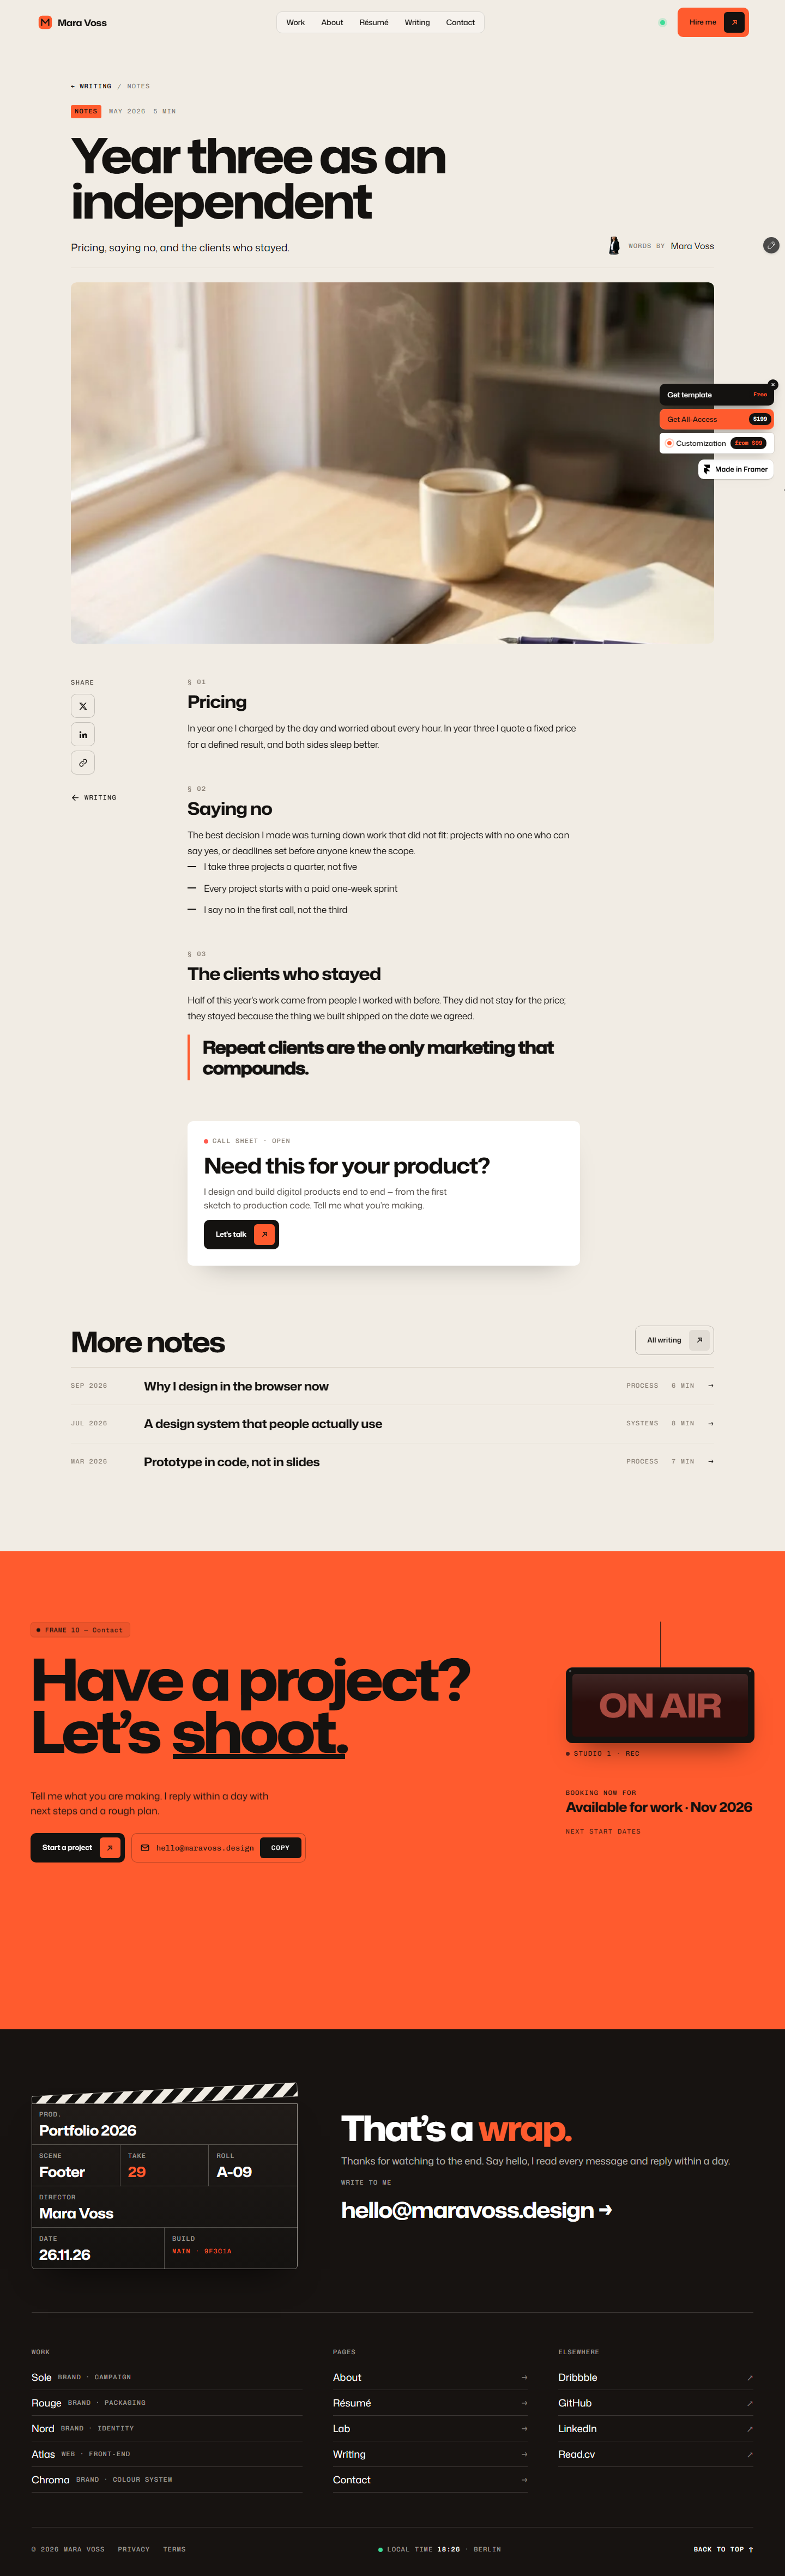 Mara Voss
Work About Résumé Writing Contact
Hire me
← WRITING / NOTES
NOTES MAY 2026 5 MIN
Year three as an
independent
Pricing, saying no, and the clients who stayed.
WORDS BY Mara Voss
Get template Free
Get All-Access $199
Customization From $99
Made in Framer
SHARE
← WRITING
§ 01
Pricing
In year one I charged by the day and worried about every hour. In year three I quote a fixed price
for a defined result, and both sides sleep better.
§ 02
Saying no
The best decision I made was turning down work that did not fit: projects with no one who can
say yes, or deadlines set before anyone knew the scope.
— I take three projects a quarter, not five
— Every project starts with a paid one-week sprint
— I say no in the first call, not the third
§ 03
The clients who stayed
Half of this year's work came from people I worked with before. They did not stay for the price;
they stayed because the thing we built shipped on the date we agreed.
Repeat clients are the only marketing that
compounds.
CALL SHEET · OPEN
Need this for your product?
I design and build digital products end to end — from the first
sketch to production code. Tell me what you're making.
Let's talk
More notes
All writing
SEP 2026 Why I design in the browser now PROCESS 6 MIN →
JUL 2026 A design system that people actually use SYSTEMS 8 MIN →
MAR 2026 Prototype in code, not in slides PROCESS 7 MIN →
FRAME 10 — Contact
Have a project?
Let's shoot.
ON AIR
STUDIO 1 · REC
Tell me what you are making. I reply within a day with
next steps and a rough plan.
BOOKING NOW FOR
Available for work · Nov 2026
NEXT START DATES
Start a project
hello@maravoss.design COPY
PROD.
Portfolio 2026
SCENE TAKE ROLL
Footer 29 A-09
DIRECTOR
Mara Voss
DATE BUILD
26.11.26 MAIN · 9F3C1A
That's a wrap.
Thanks for watching to the end. Say hello, I read every message and reply within a day.
WRITE TO ME
hello@maravoss.design →
WORK
Sole BRAND · CAMPAIGN
Rouge BRAND · PACKAGING
Nord BRAND · IDENTITY
Atlas WEB · FRONT-END
Chroma BRAND · COLOUR SYSTEM
PAGES
About →
Résumé →
Lab →
Writing →
Contact →
ELSEWHERE
Dribbble ↗
GitHub ↗
LinkedIn ↗
Read.cv ↗
© 2026 MARA VOSS PRIVACY TERMS
LOCAL TIME 18:26 · BERLIN
BACK TO TOP ↑